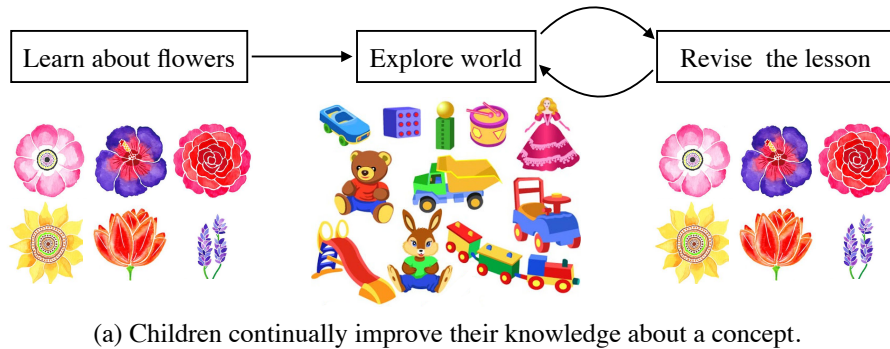 Learn about flowers
Explore world
Revise the lesson
(a) Children continually improve their knowledge about a concept.